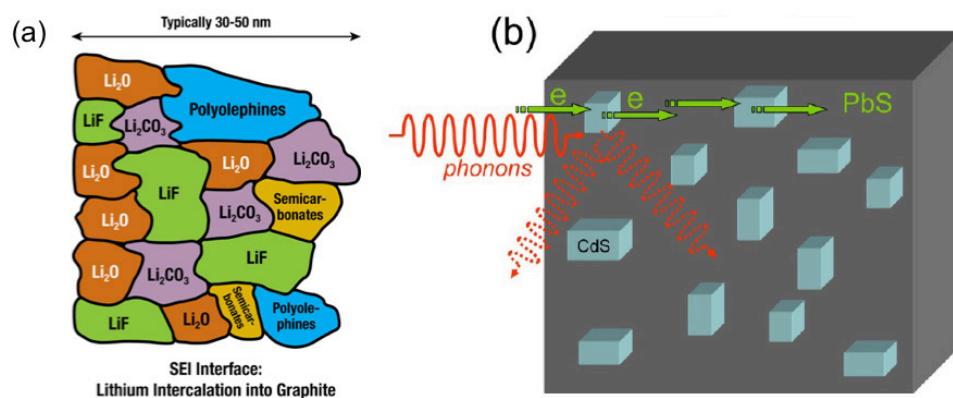 (a)
Typically 30-50 nm
Li₂O
Polyolephines
LiF
Li₂CO₃
Li₂O
Li₂O
Li₂CO₃
LiF
Semicar-
bonates
Li₂O
Li₂CO₃
LiF
Li₂O
Li₂CO₃
LiF
Li₂O
Semicar-
bonates
Polyole-
phines
SEI Interface:
Lithium Intercalation into Graphite
(b)
e
e
PbS
phonons
CdS